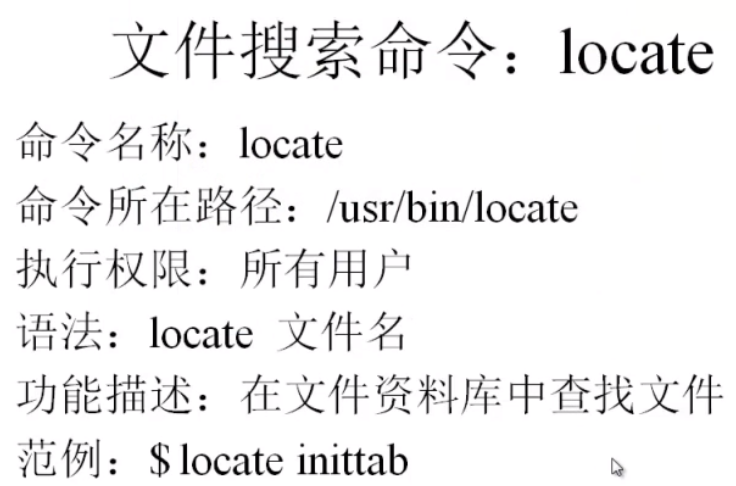 文件搜索命令：locate
命令名称：locate
命令所在路径：/usr/bin/locate
执行权限：所有用户
语法：locate 文件名
功能描述：在文件资料库中查找文件
范例：$ locate inittab